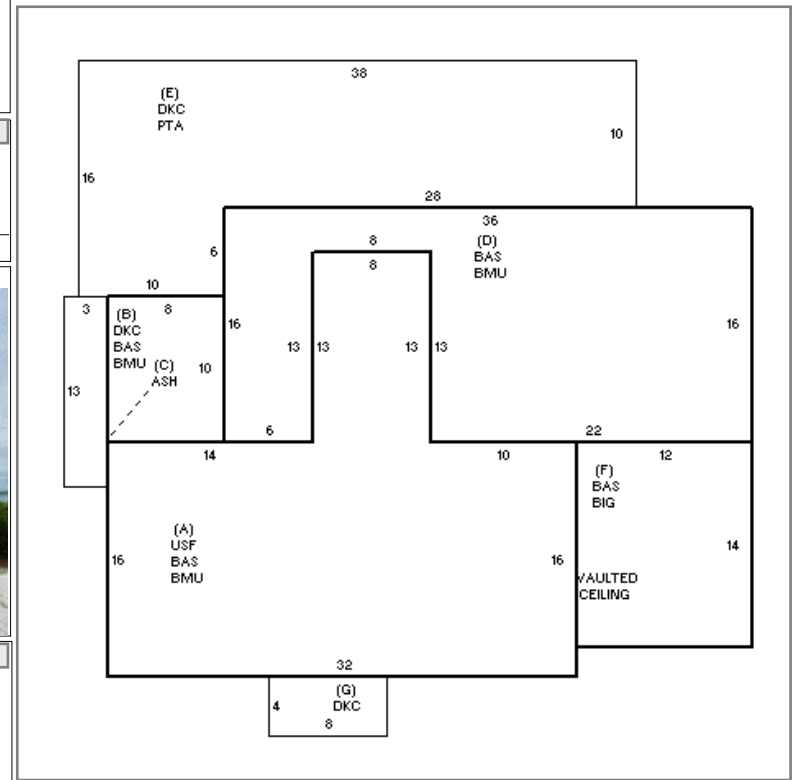 38
(E)
DKC
PTA
10
16
28
36
8
(D)
BAS
BMU
6
8
10
3
8
(B)
DKC
BAS
BMU
(C)
ASH
10
16
13
13
13
13
16
13
6
22
14
10
12
(F)
BAS
BIG
(A)
USF
BAS
BMU
16
16
14
VAULTED
CEILING
32
(G)
DKC
4
8